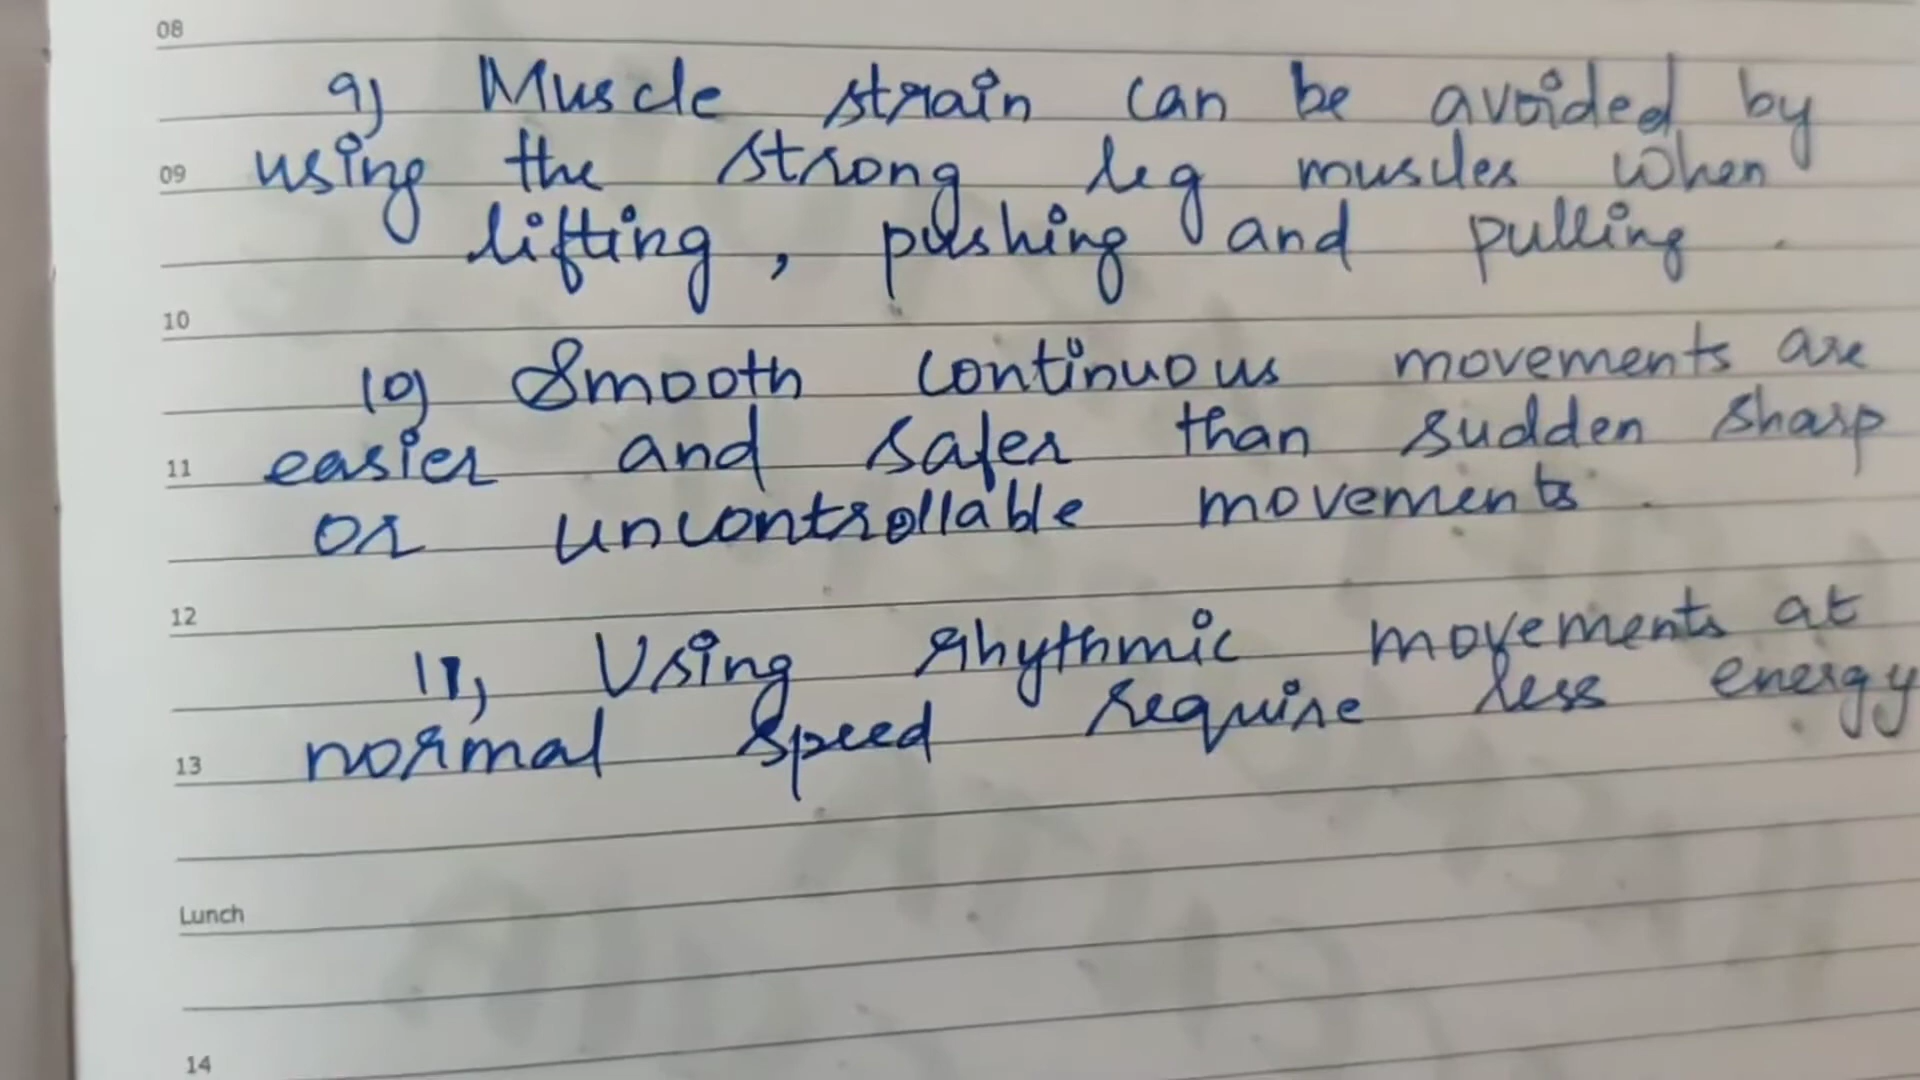 08
9) Muscle strain can be avoided by
09 using the strong leg muscles when
lifting, pushing and pulling.
10
10) Smooth continuous movements are
11 easier and safer than sudden sharp
or uncontrollable movements.
12
11, Using rhythmic movements at
13 normal speed require less energy
Lunch
14